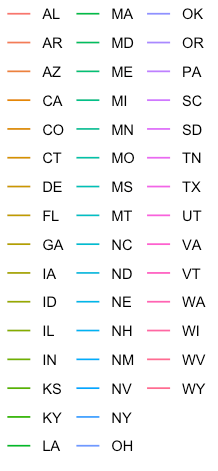 AL MA OK
AR MD OR
AZ ME PA
CA MI SC
CO MN SD
CT MO TN
DE MS TX
FL MT UT
GA NC VA
IA ND VT
ID NE WA
IL NH WI
IN NM WV
KS NV WY
KY NY
LA OH